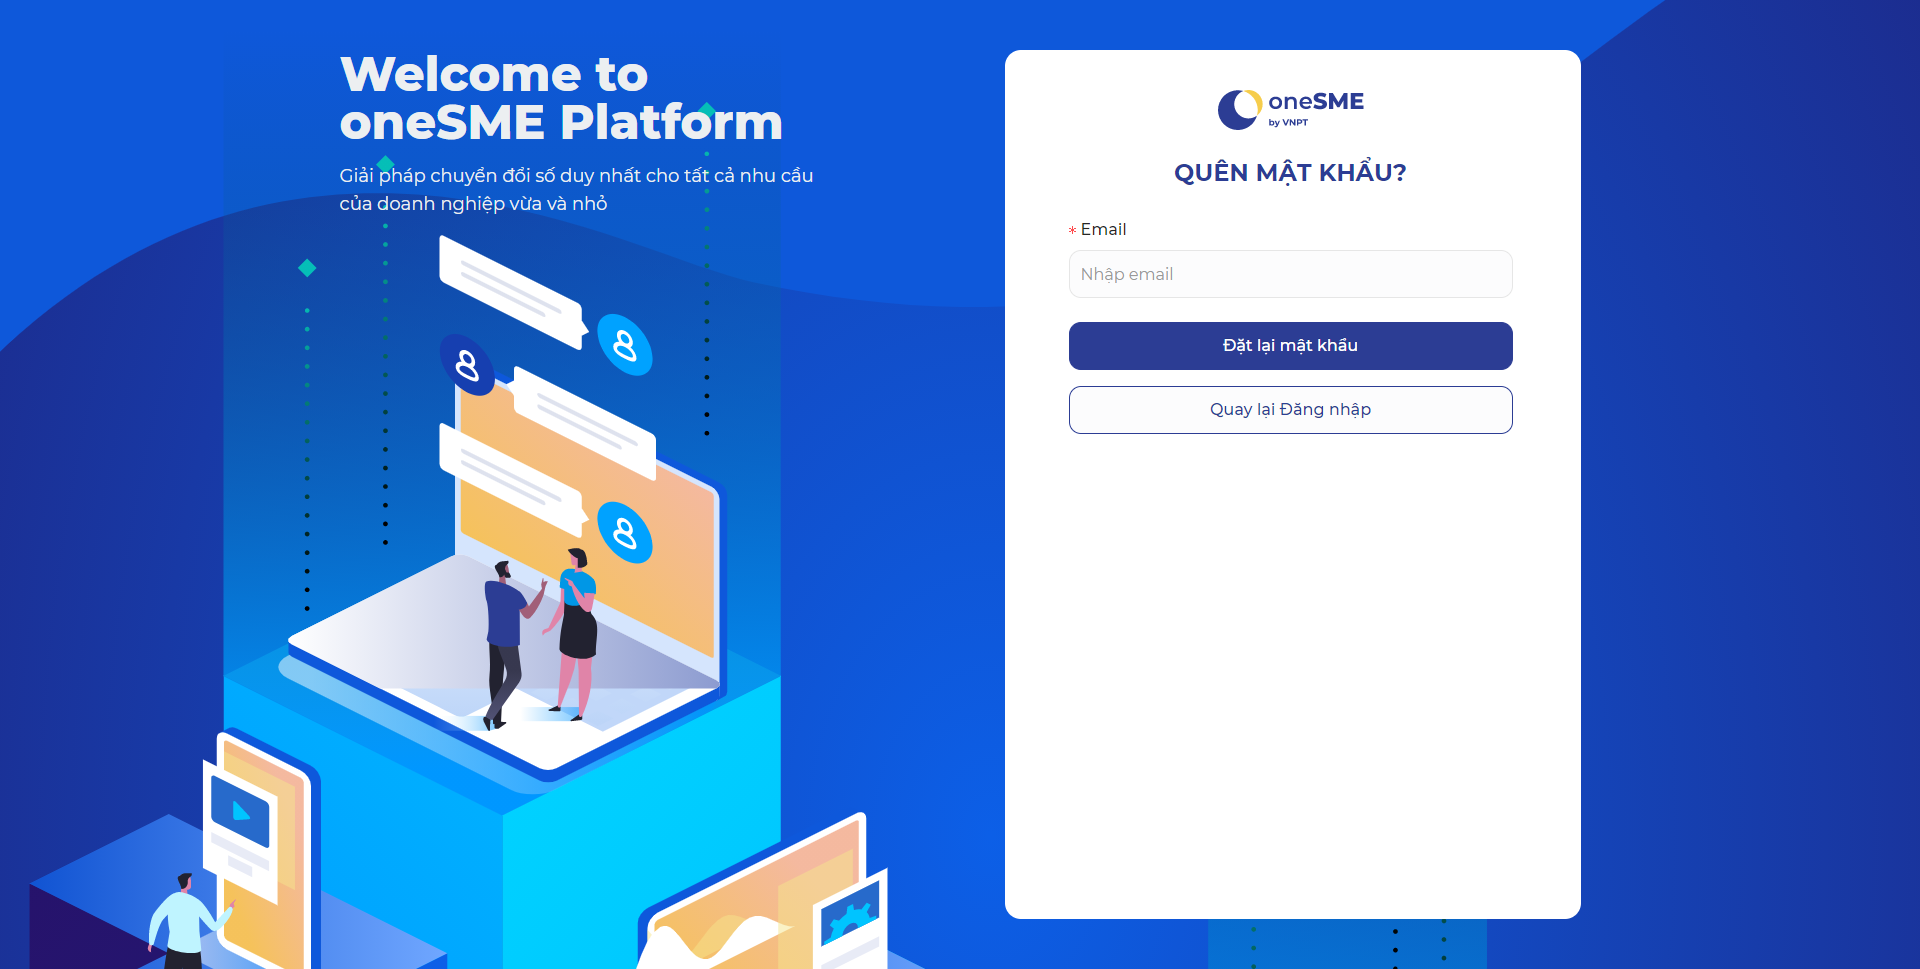 Welcome to
oneSME Platform
Giải pháp chuyển đổi số duy nhất cho tất cả nhu cầu
của doanh nghiệp vừa và nhỏ
oneSME
by VNPT
QUÊN MẬT KHẨU?
* Email
Nhập email
Đặt lại mật khẩu
Quay lại Đăng nhập